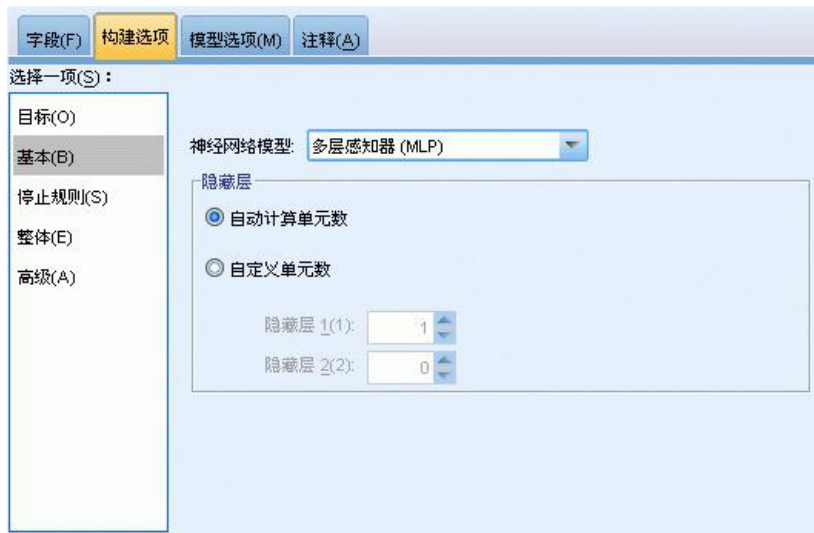 字段(F) 构建选项 模型选项(M) 注释(A)
选择一项(S)：
目标(O)
基本(B)
停止规则(S)
整体(E)
高级(A)
神经网络模型: 多层感知器 (MLP)
隐藏层
自动计算单元数
自定义单元数
隐藏层 1(1): 1
隐藏层 2(2): 0